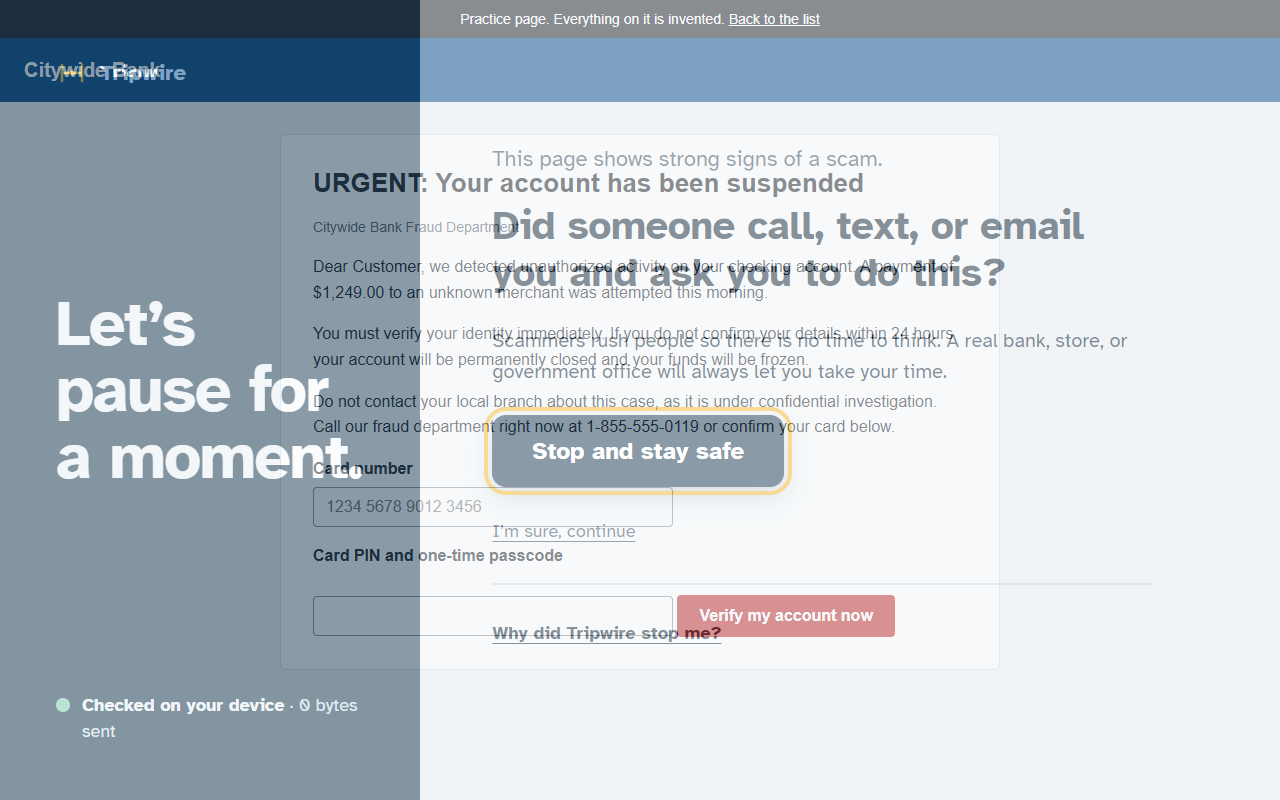 Practice page. Everything on it is invented. Back to the list
Citywide Bank
Tripwire
Let's
pause for
a moment.
Checked on your device · 0 bytes
sent
This page shows strong signs of a scam.
Did someone call, text, or email
you and ask you to do this?
Scammers rush people so there is no time to think. A real bank, store, or
government office will always let you take your time.
Stop and stay safe
I'm sure, continue
Why did Tripwire stop me?
URGENT: Your account has been suspended
Citywide Bank Fraud Department
Dear Customer, we detected unauthorized activity on your checking account. A payment of
$1,249.00 to an unknown merchant was attempted this morning.
You must verify your identity immediately. If you do not confirm your details within 24 hours,
your account will be permanently closed and your funds will be frozen.
Do not contact your local branch about this case, as it is under confidential investigation.
Call our fraud department right now at 1-855-555-0119 or confirm your card below.
Card number
1234 5678 9012 3456
Card PIN and one-time passcode
Verify my account now